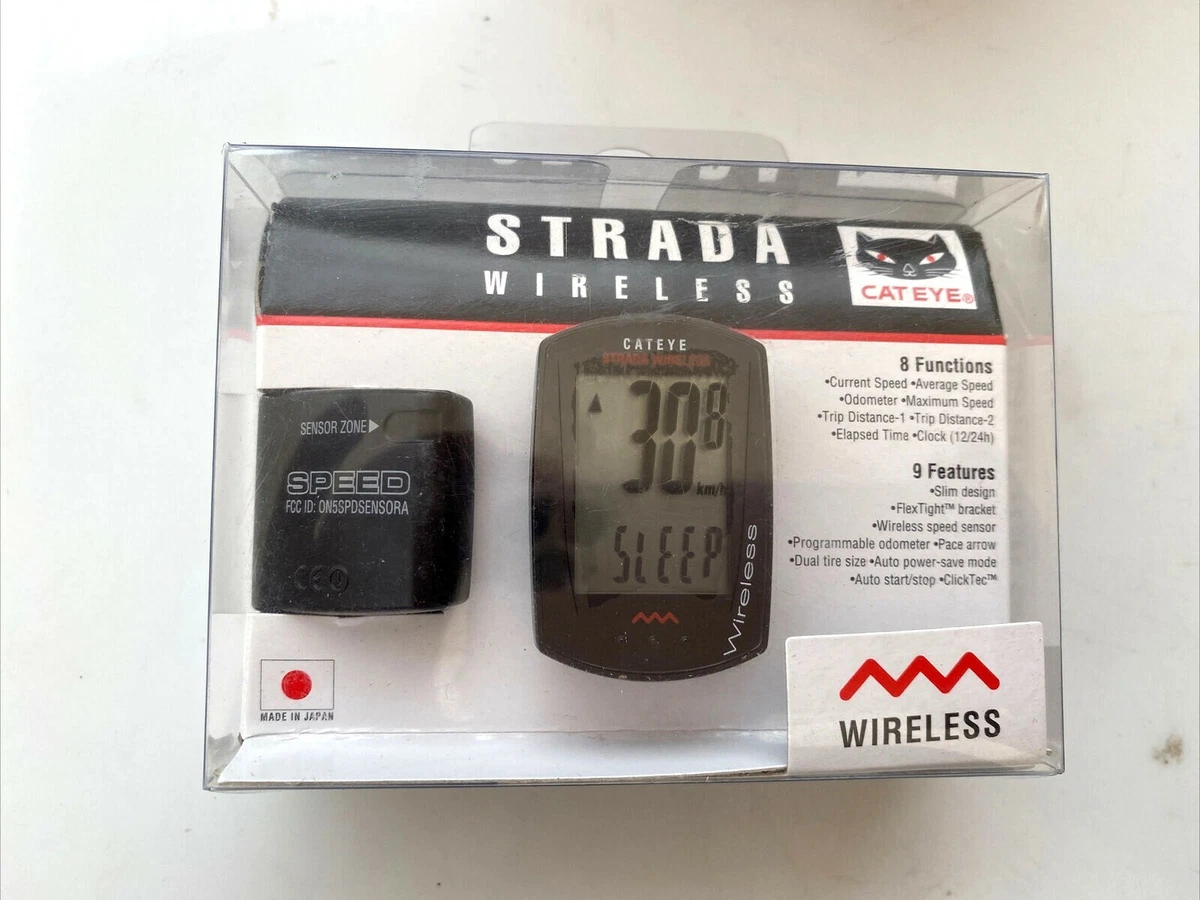 STRADA
WIRELESS
CAT EYE®
CATEYE
STRADA WIRELESS
30.8
km/h
SLEEP
Wireless
SENSOR ZONE
SPEED
FCC ID: ON5SPDSENSORA
CE
8 Functions
•Current Speed •Average Speed
•Odometer •Maximum Speed
•Trip Distance-1 •Trip Distance-2
•Elapsed Time •Clock (12/24h)
9 Features
•Slim design
•FlexTight™ bracket
•Wireless speed sensor
•Programmable odometer •Pace arrow
•Dual tire size •Auto power-save mode
•Auto start/stop •ClickTec™
MADE IN JAPAN
WIRELESS